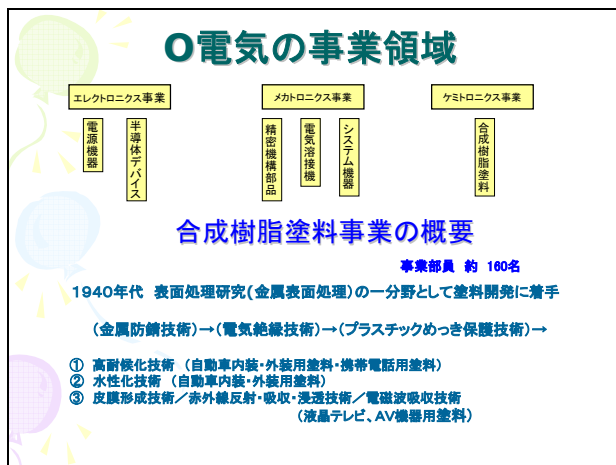 O電気の事業領域
エレクトロニクス事業
メカトロニクス事業
ケミトロニクス事業
電源機器
半導体デバイス
精密機構部品
電気溶接機
システム機器
合成樹脂塗料
合成樹脂塗料事業の概要
事業部員 約 160名
1940年代 表面処理研究(金属表面処理)の一分野として塗料開発に着手
(金属防錆技術)→(電気絶縁技術)→(プラスチックめっき保護技術)→
① 高耐候化技術 (自動車内装・外装用塗料・携帯電話用塗料)
② 水性化技術 (自動車内装・外装用塗料)
③ 皮膜形成技術/赤外線反射・吸収・浸透技術/電磁波吸収技術
(液晶テレビ、AV機器用塗料)